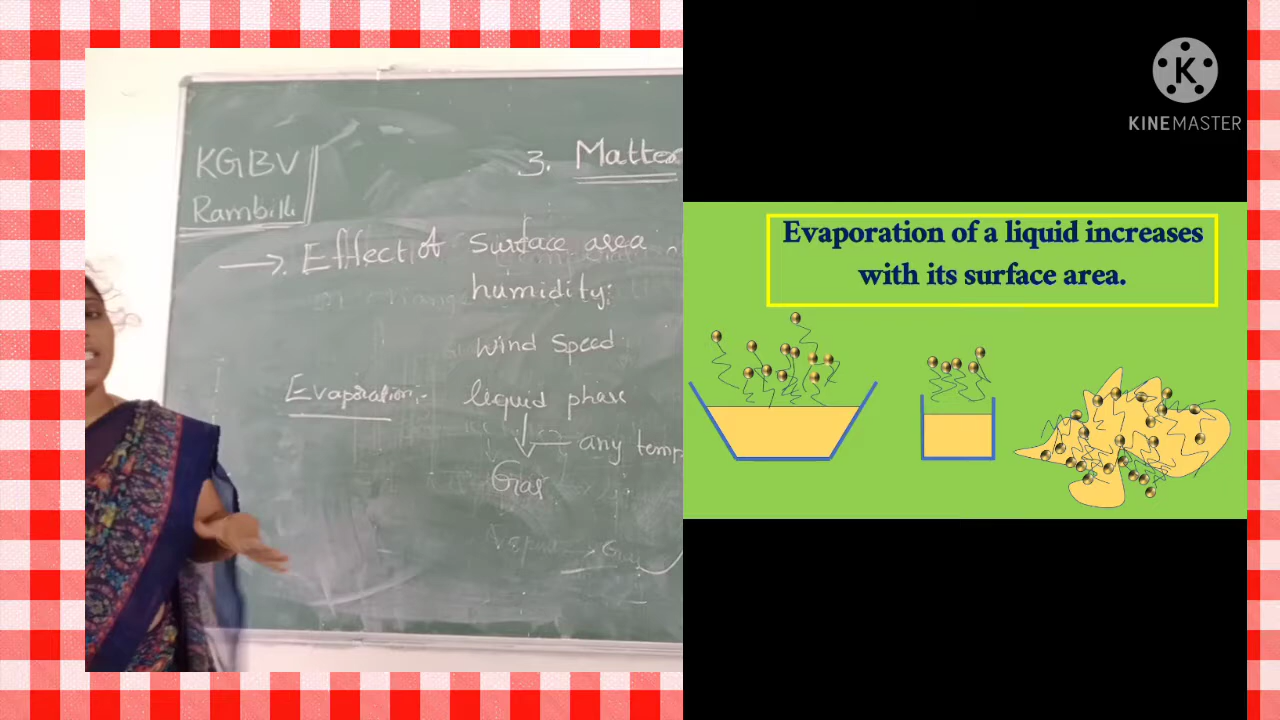 KGBV
Rambilli
3. Matter
→ Effect of Surface area
humidity:
wind speed
Evaporation:- liquid phase
any temp
Gas
Gas
KINEMASTER
Evaporation of a liquid increases
with its surface area.